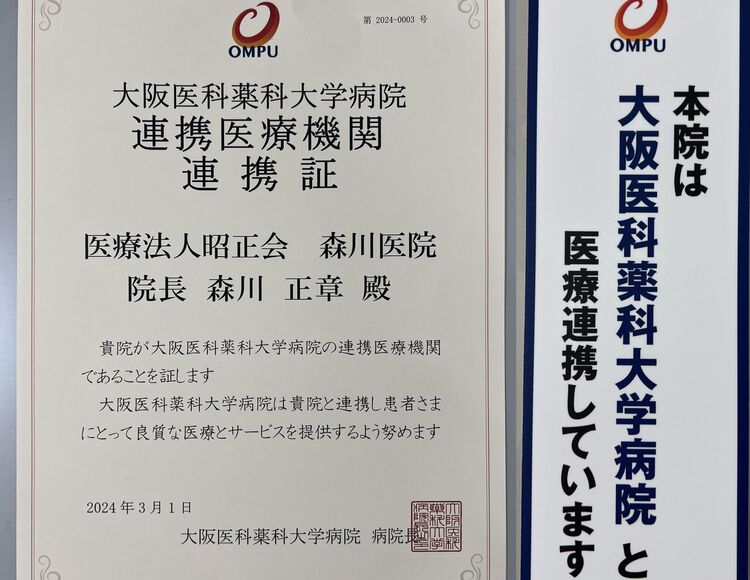 第 2024-0003 号
OMPU
大阪医科薬科大学病院
連携医療機関
連携証
医療法人昭正会 森川医院
院長 森川 正章 殿
貴院が大阪医科薬科大学病院の連携医療機関
であることを証します
大阪医科薬科大学病院は貴院と連携し患者さま
にとって良質な医療とサービスを提供するよう努めます
2024年3月1日
大阪医科薬科大学病院 病院長
OMPU
本院は
大阪医科薬科大学病院と
医療連携しています